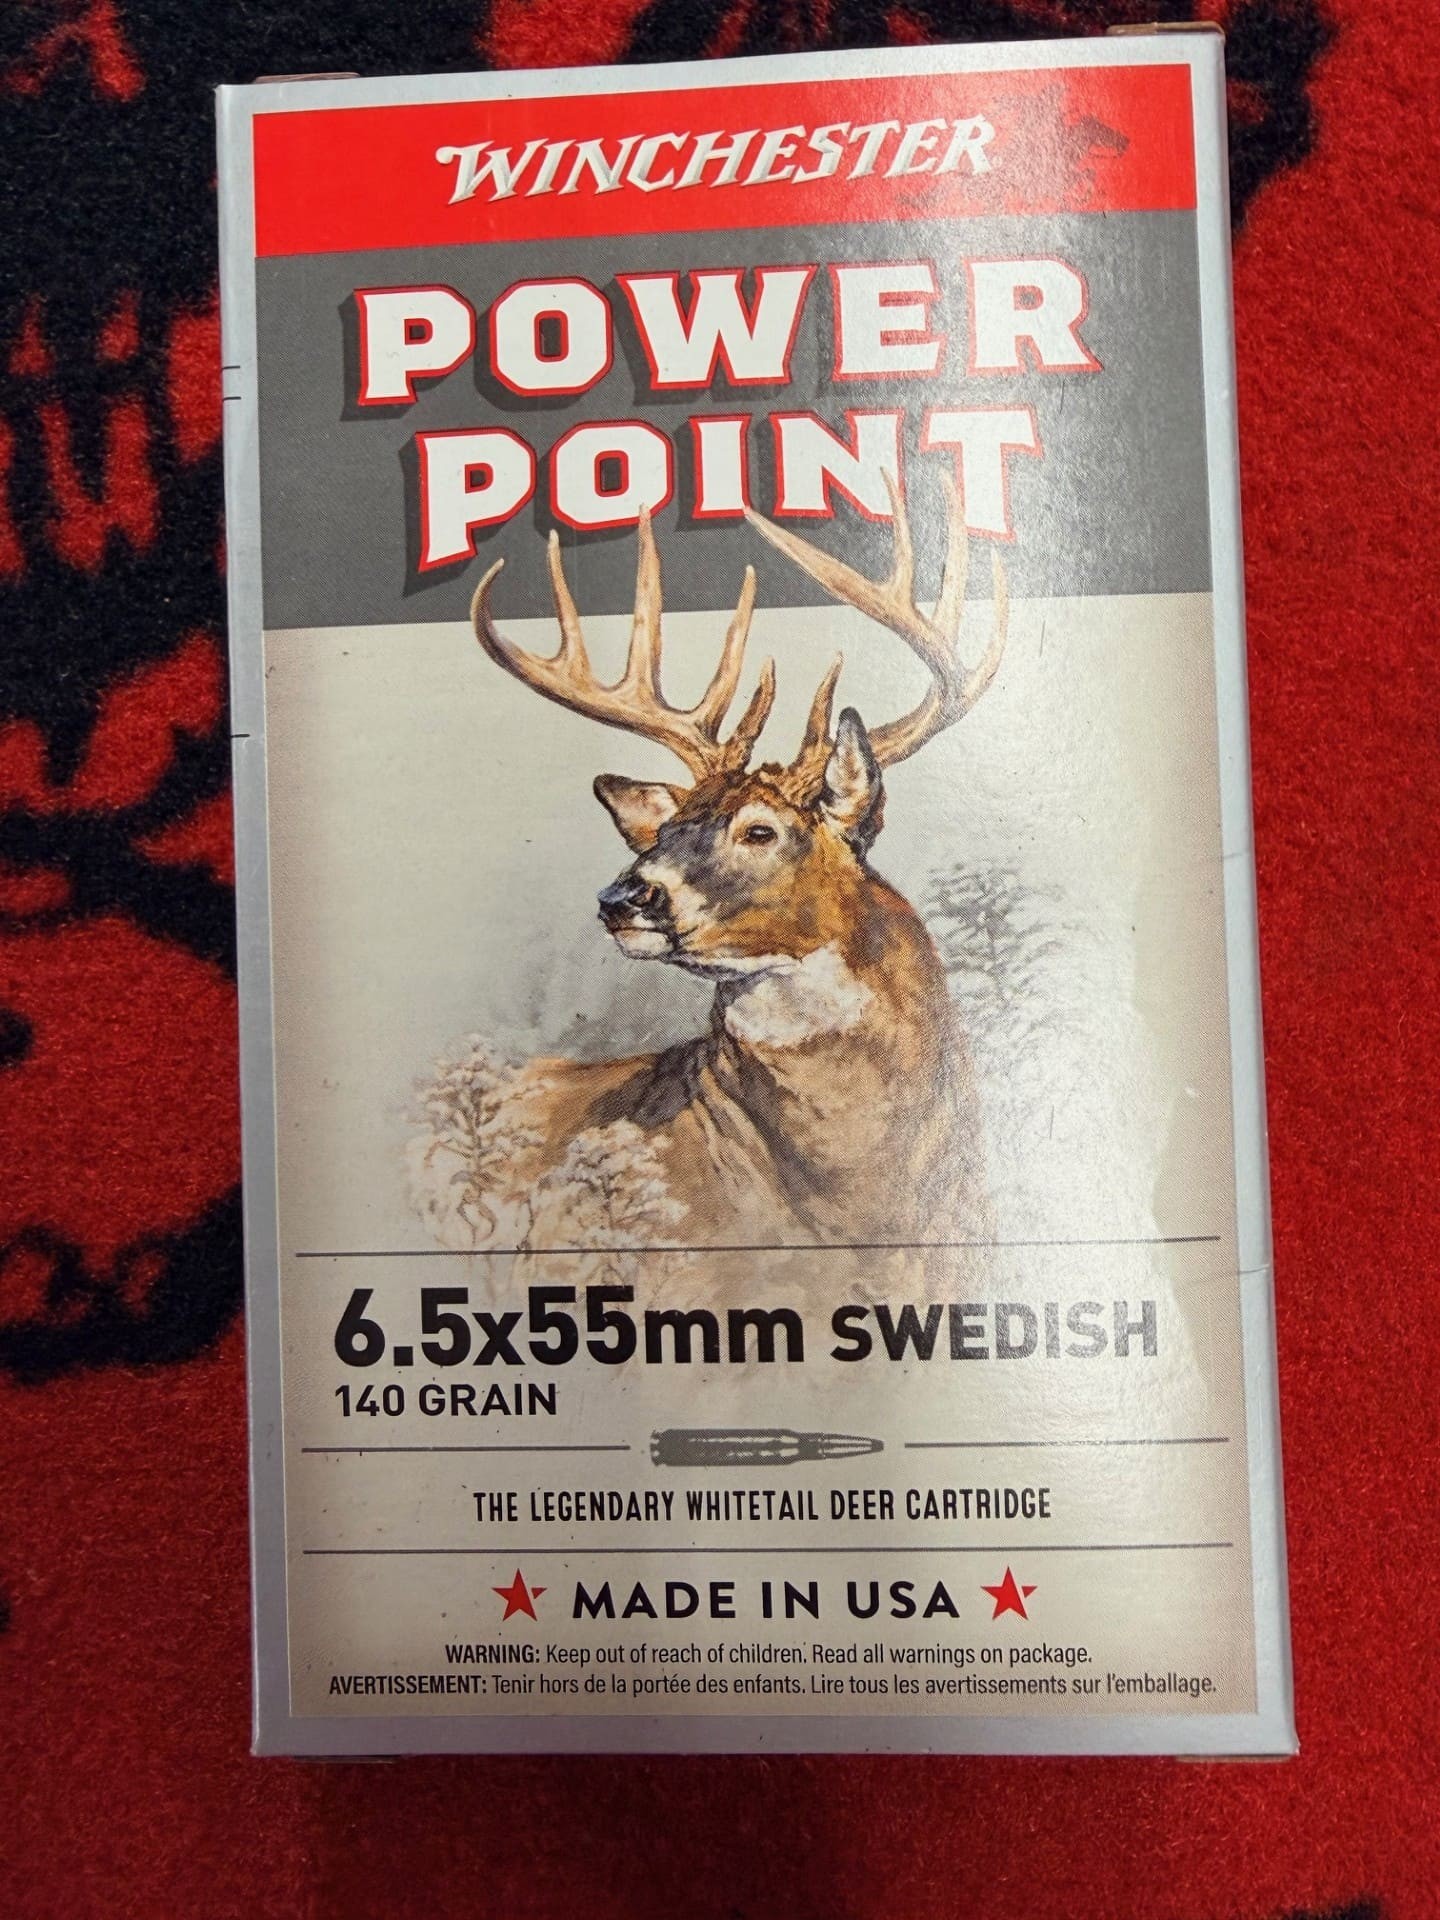 WINCHESTER
POWER
POINT
6.5x55mm SWEDISH
140 GRAIN
THE LEGENDARY WHITETAIL DEER CARTRIDGE
MADE IN USA
WARNING: Keep out of reach of children. Read all warnings on package.
AVERTISSEMENT: Tenir hors de la portée des enfants. Lire tous les avertissements sur l'emballage.